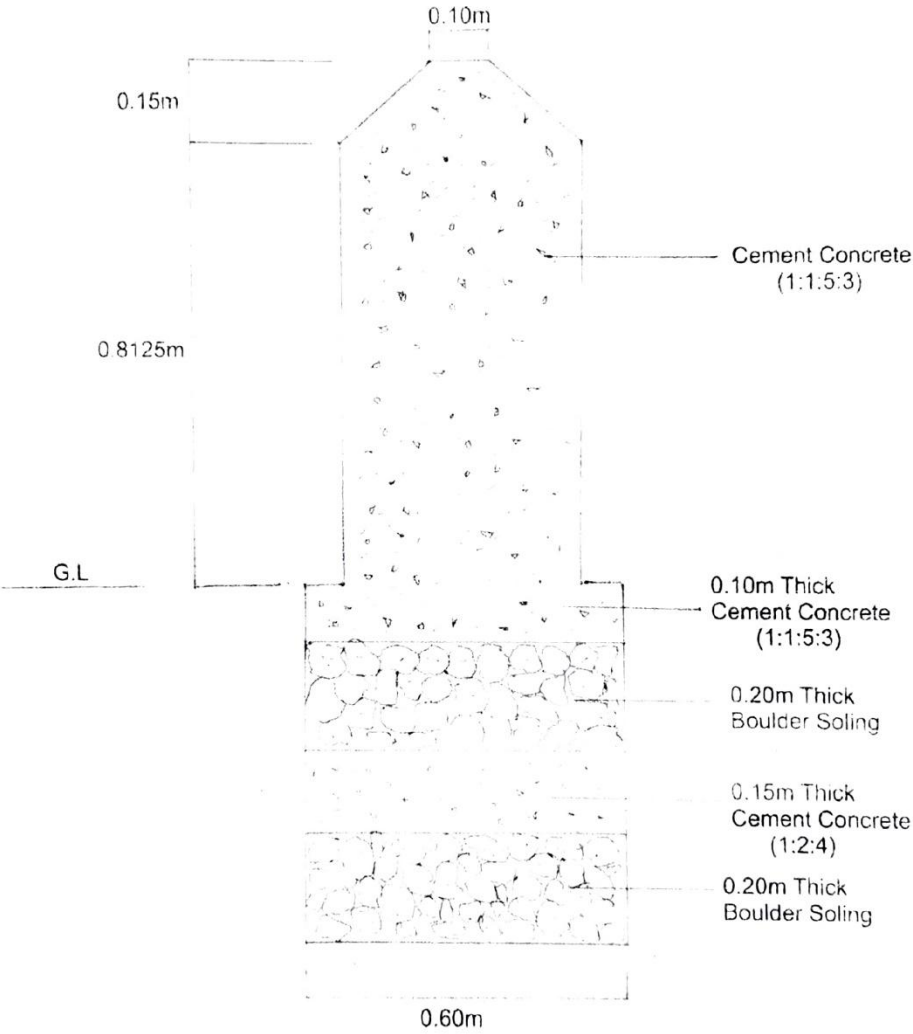 0.10m
0.15m
Cement Concrete
(1:1:5:3)
0.8125m
G.L
0.10m Thick
Cement Concrete
(1:1:5:3)
0.20m Thick
Boulder Soling
0.15m Thick
Cement Concrete
(1:2:4)
0.20m Thick
Boulder Soling
0.60m